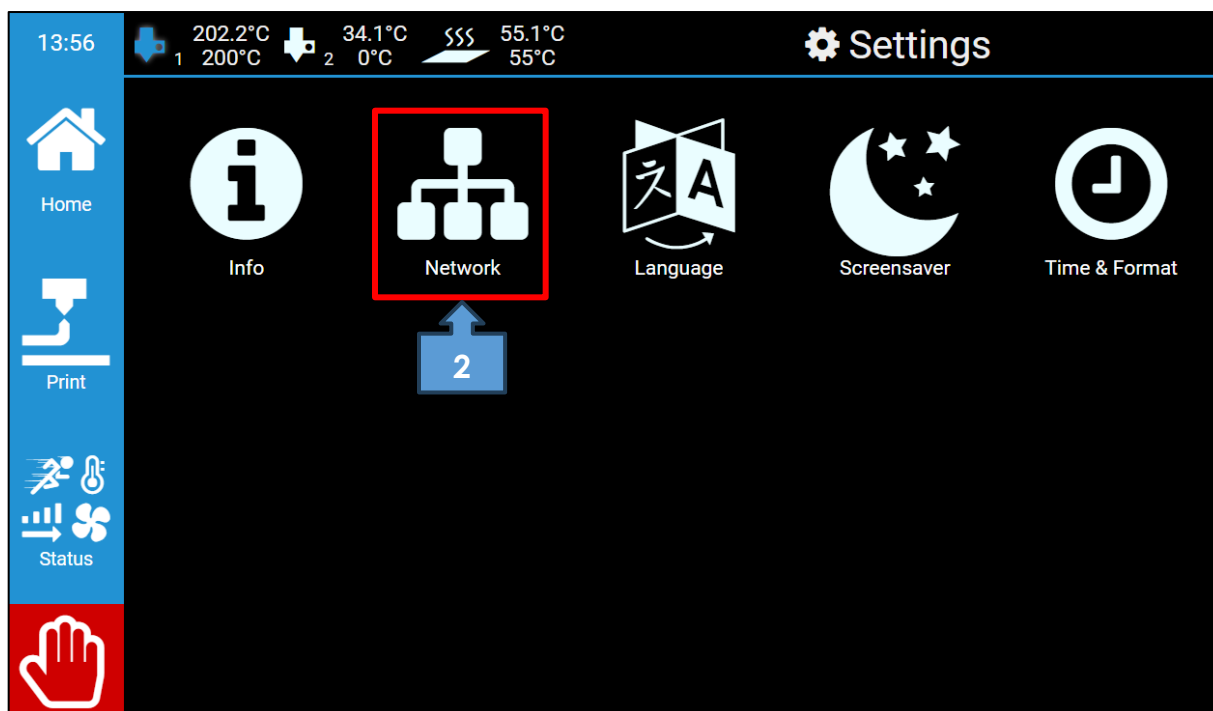 13:56
1 202.2°C 200°C
2 34.1°C 0°C
55.1°C 55°C
Settings
Home
Print
Status
Info
Network
Language
Screensaver
Time & Format
文 A
2